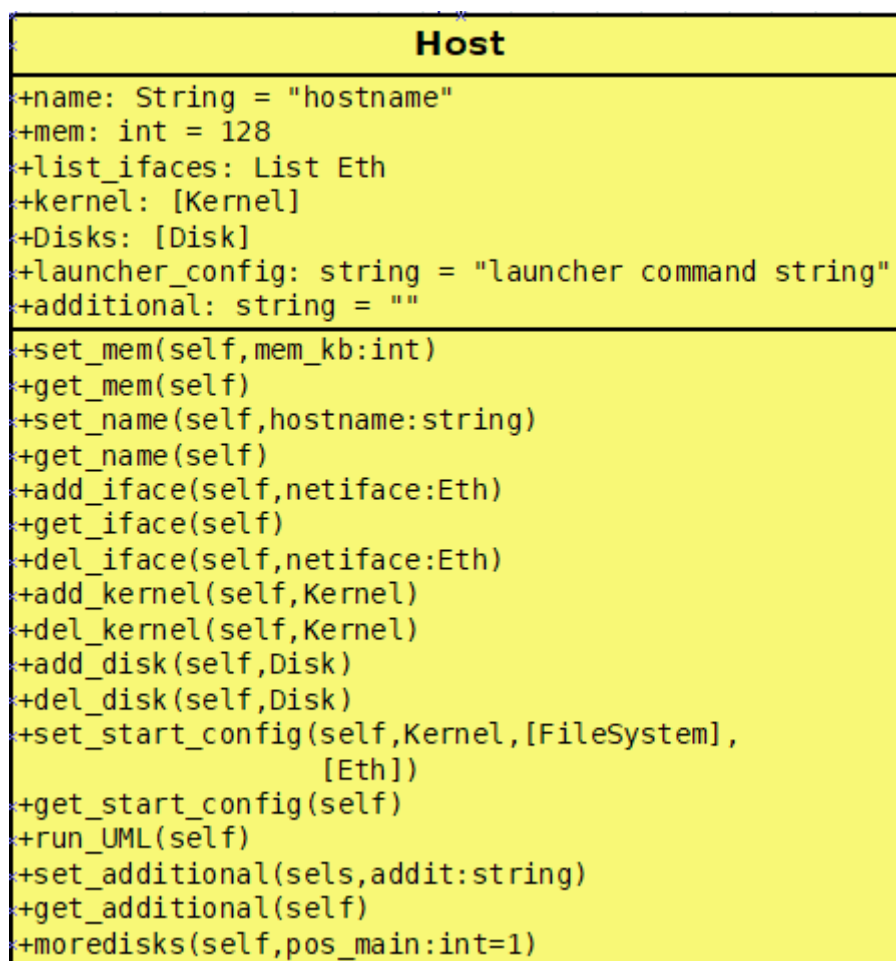 Host
+name: String = "hostname"
+mem: int = 128
+list_ifaces: List Eth
+kernel: [Kernel]
+Disks: [Disk]
+launcher_config: string = "launcher command string"
+additional: string = ""
+set_mem(self,mem_kb:int)
+get_mem(self)
+set_name(self,hostname:string)
+get_name(self)
+add_iface(self,netiface:Eth)
+get_iface(self)
+del_iface(self,netiface:Eth)
+add_kernel(self,Kernel)
+del_kernel(self,Kernel)
+add_disk(self,Disk)
+del_disk(self,Disk)
+set_start_config(self,Kernel,[FileSystem],
[Eth])
+get_start_config(self)
+run_UML(self)
+set_additional(sels,addit:string)
+get_additional(self)
+moredisks(self,pos_main:int=1)